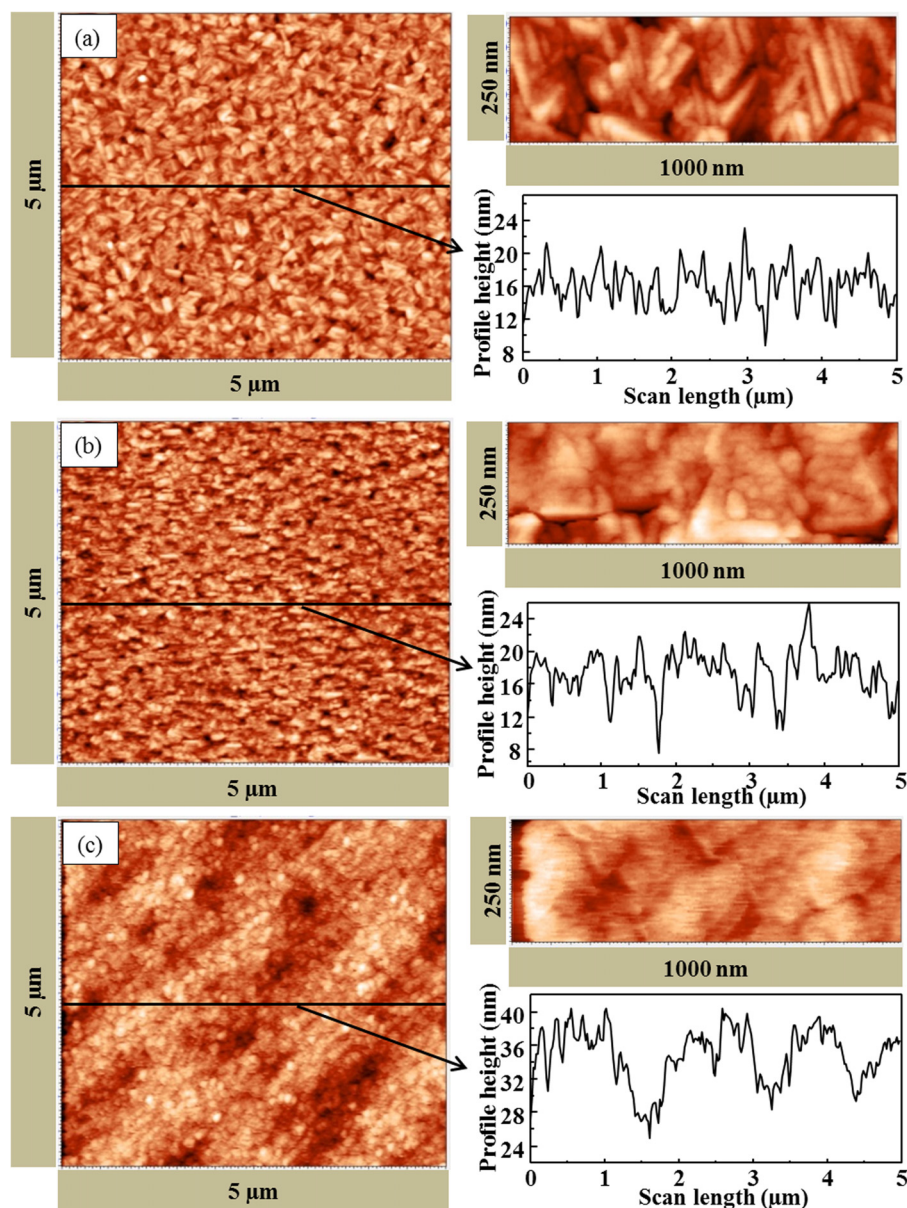 (a)
5 µm
5 µm
250 nm
1000 nm
Profile height (nm)
24
20
16
12
8
0 1 2 3 4 5
Scan length (µm)
(b)
5 µm
5 µm
250 nm
1000 nm
Profile height (nm)
24
20
16
12
8
0 1 2 3 4 5
Scan length (µm)
(c)
5 µm
5 µm
250 nm
1000 nm
Profile height (nm)
40
36
32
28
24
0 1 2 3 4 5
Scan length (µm)